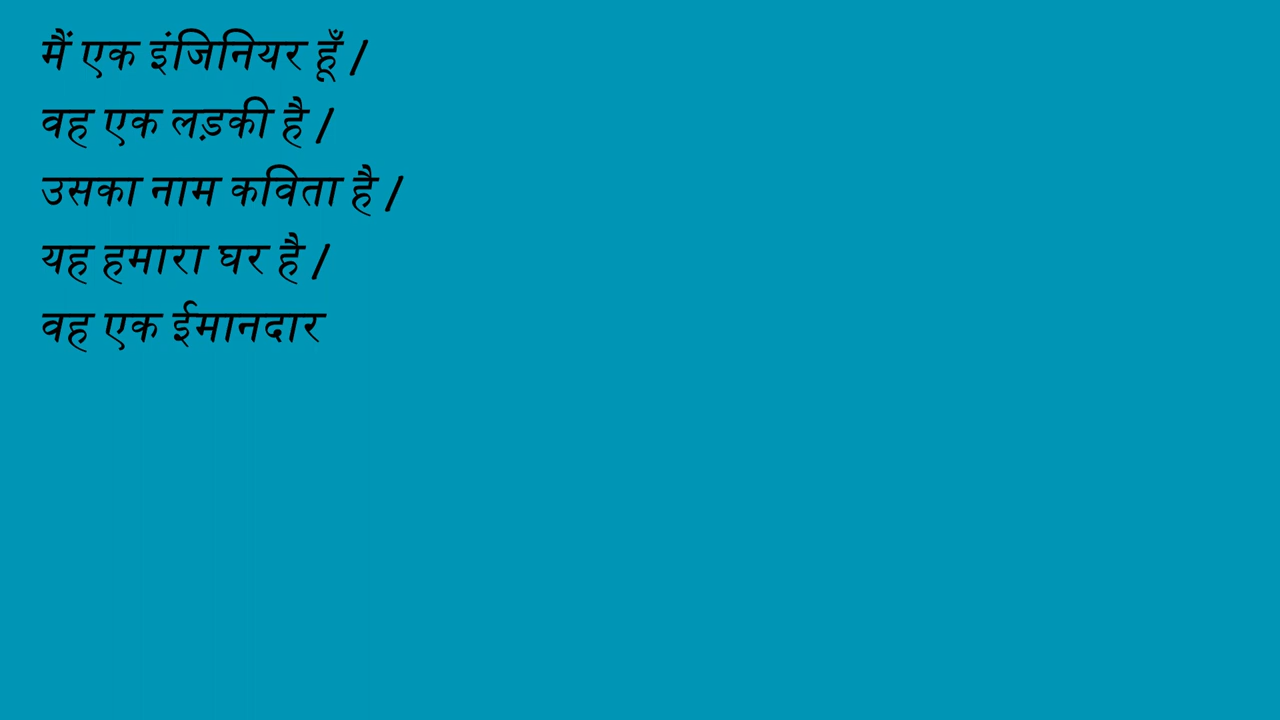 मैं एक इंजिनियर हूँ /
वह एक लड़की है /
उसका नाम कविता है /
यह हमारा घर है /
वह एक ईमानदार